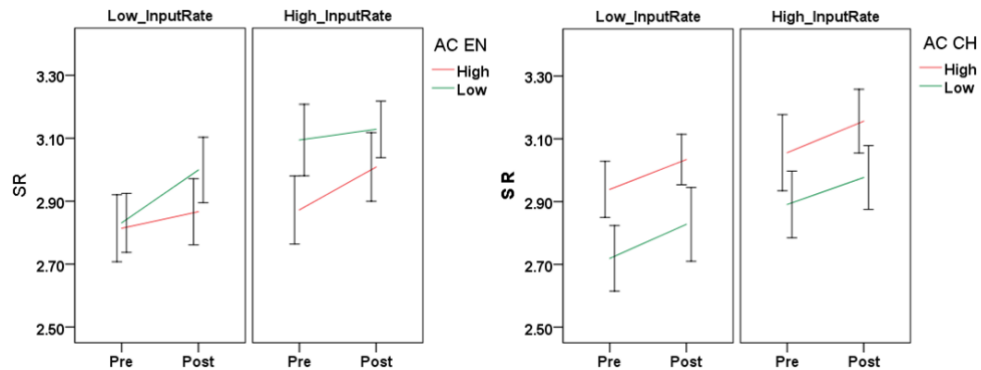 Low_InputRate
High_InputRate
AC EN
High
Low
3.30
3.10
2.90
2.70
2.50
SR
Pre
Post
Pre
Post
Low_InputRate
High_InputRate
AC CH
High
Low
3.30
3.10
2.90
2.70
2.50
SR
Pre
Post
Pre
Post